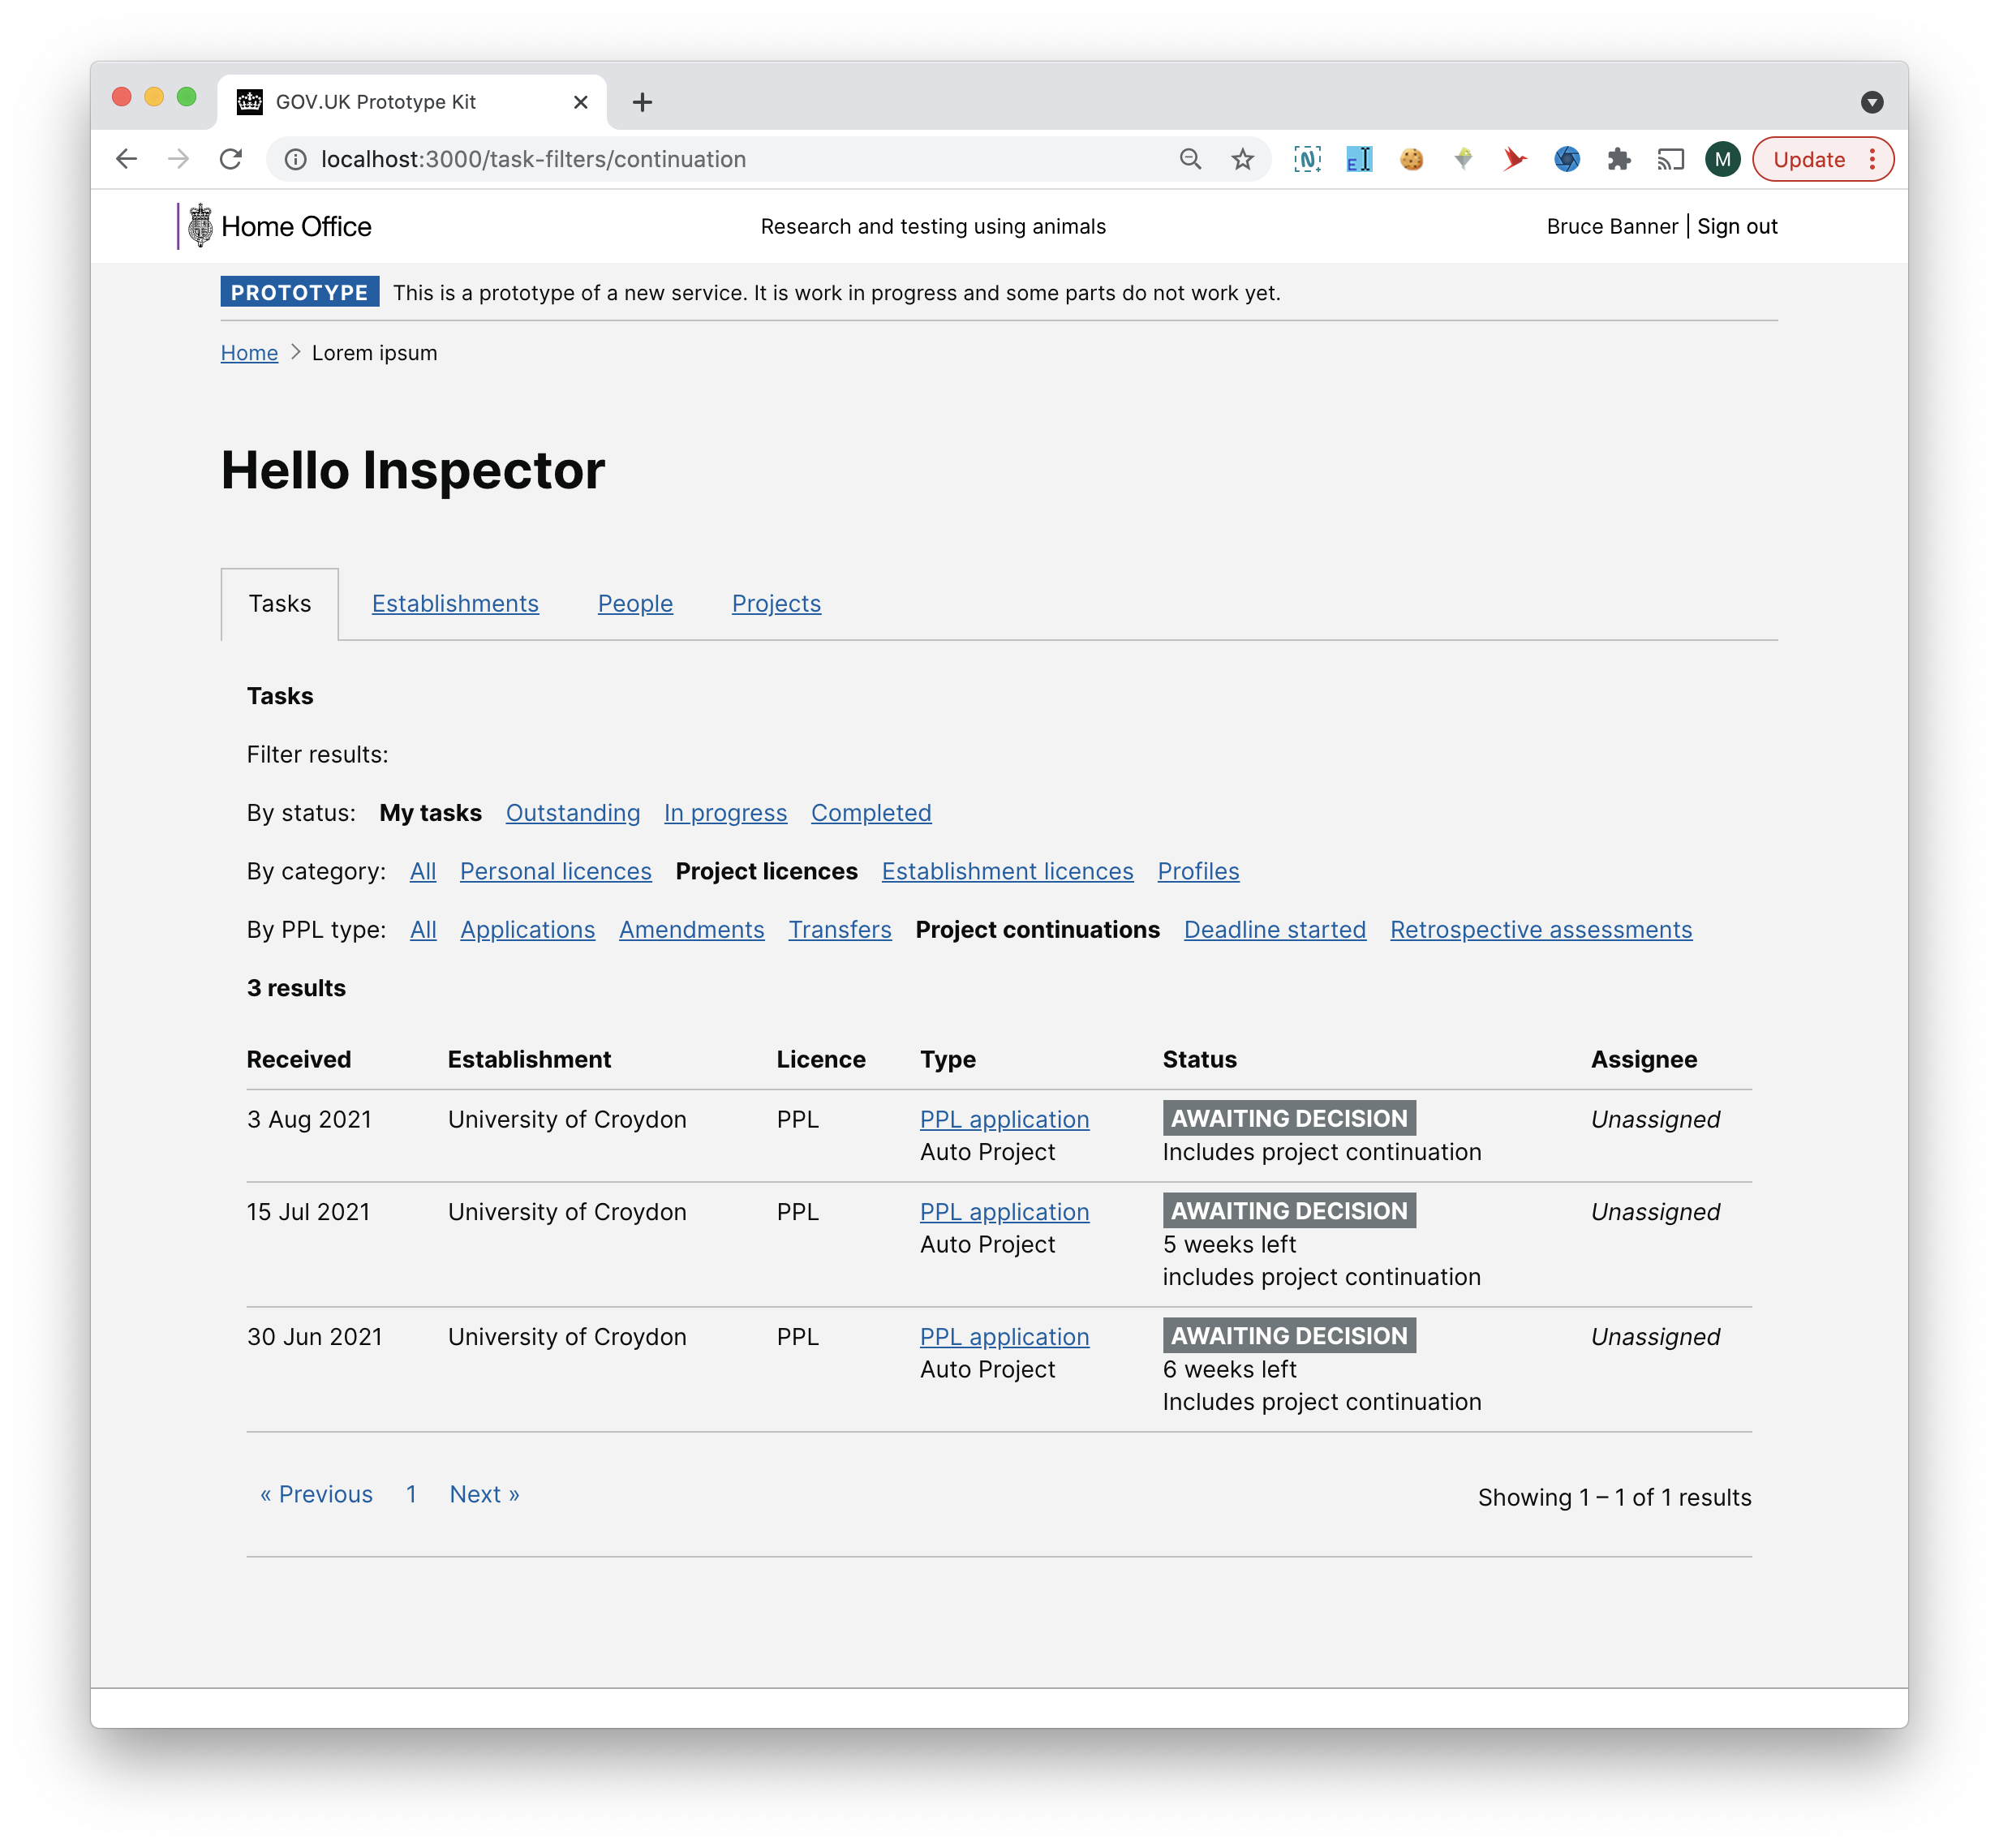 GOV.UK Prototype Kit
localhost:3000/task-filters/continuation
M
Update
Home Office
Research and testing using animals
Bruce Banner | Sign out
PROTOTYPE This is a prototype of a new service. It is work in progress and some parts do not work yet.
Home > Lorem ipsum
Hello Inspector
Tasks Establishments People Projects
Tasks
Filter results:
By status: My tasks Outstanding In progress Completed
By category: All Personal licences Project licences Establishment licences Profiles
By PPL type: All Applications Amendments Transfers Project continuations Deadline started Retrospective assessments
3 results
Received Establishment Licence Type Status Assignee
3 Aug 2021 University of Croydon PPL PPL application AWAITING DECISION Unassigned
Auto Project Includes project continuation
15 Jul 2021 University of Croydon PPL PPL application AWAITING DECISION Unassigned
Auto Project 5 weeks left
includes project continuation
30 Jun 2021 University of Croydon PPL PPL application AWAITING DECISION Unassigned
Auto Project 6 weeks left
Includes project continuation
« Previous 1 Next »
Showing 1 – 1 of 1 results